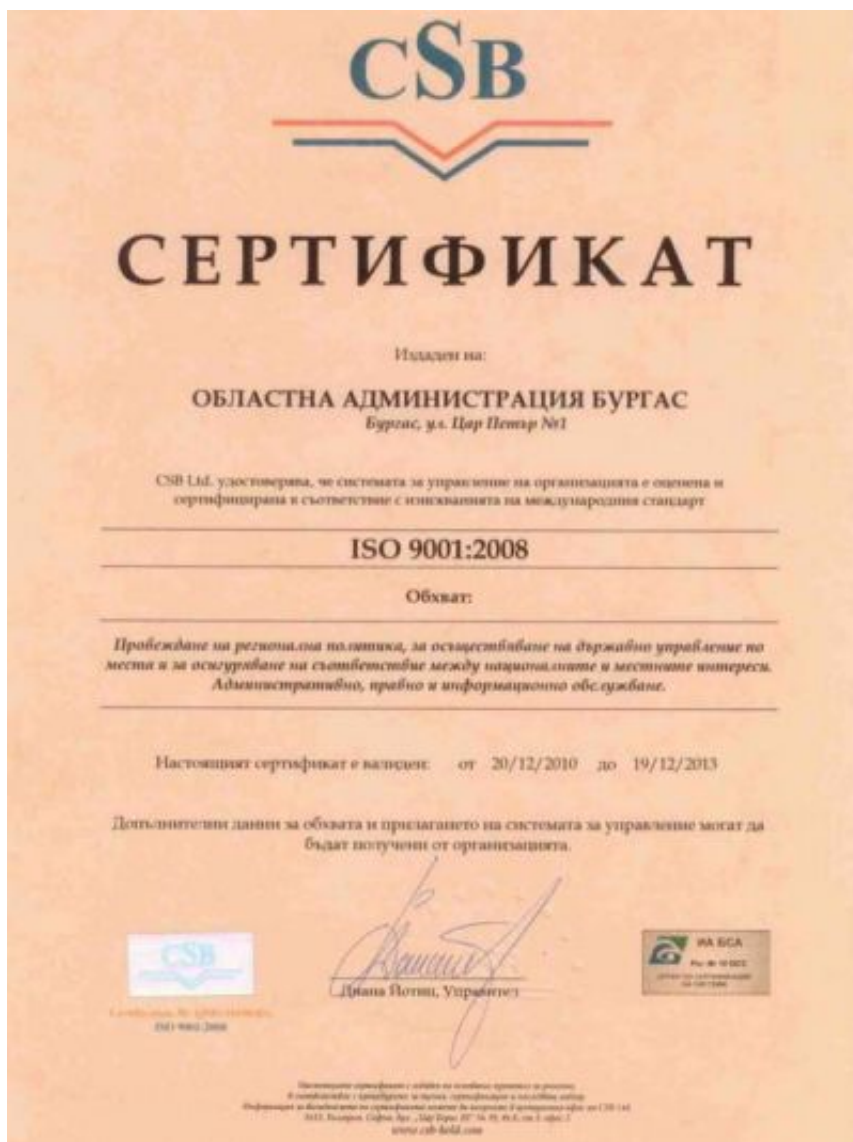 CSB
СЕРТИФИКАТ
Издаден на:
ОБЛАСТНА АДМИНИСТРАЦИЯ БУРГАС
Бургас, ул. Цар Петър №1
CSB Ltd. удостоверява, че системата за управление на организацията е оценена и
сертифицирана в съответствие с изискванията на международния стандарт
ISO 9001:2008
Обхват:
Провеждане на регионална политика, за осъществяване на държавно управление по
места и за осигуряване на съответствие между националните и местните интереси.
Административно, правно и информационно обслужване.
Настоящият сертификат е валиден: от 20/12/2010 до 19/12/2013
Допълнителни данни за обхвата и прилагането на системата за управление могат да
бъдат получени от организацията.
CSB
ИА БСА
Диана Йотиц, Управител
ISO 9001:2008
www.csb-hold.com